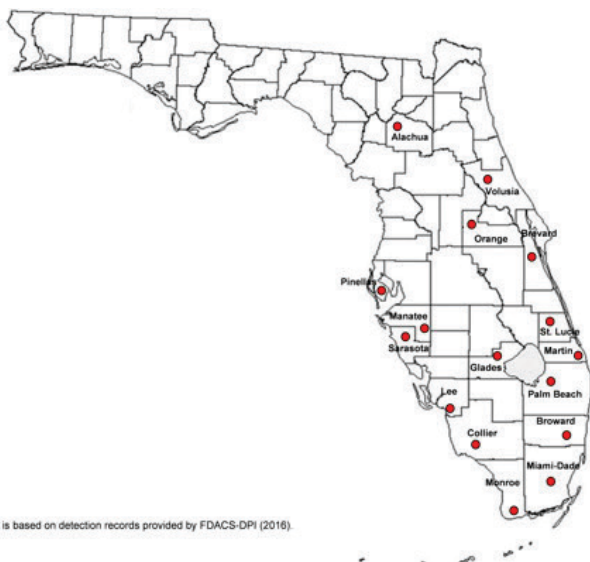 Alachua
Volusia
Orange
Brevard
Pinellas
Manatee
Sarasota
St. Lucie
Martin
Glades
Palm Beach
Lee
Broward
Collier
Miami-Dade
Monroe
is based on detection records provided by FDACS-DPI (2016).